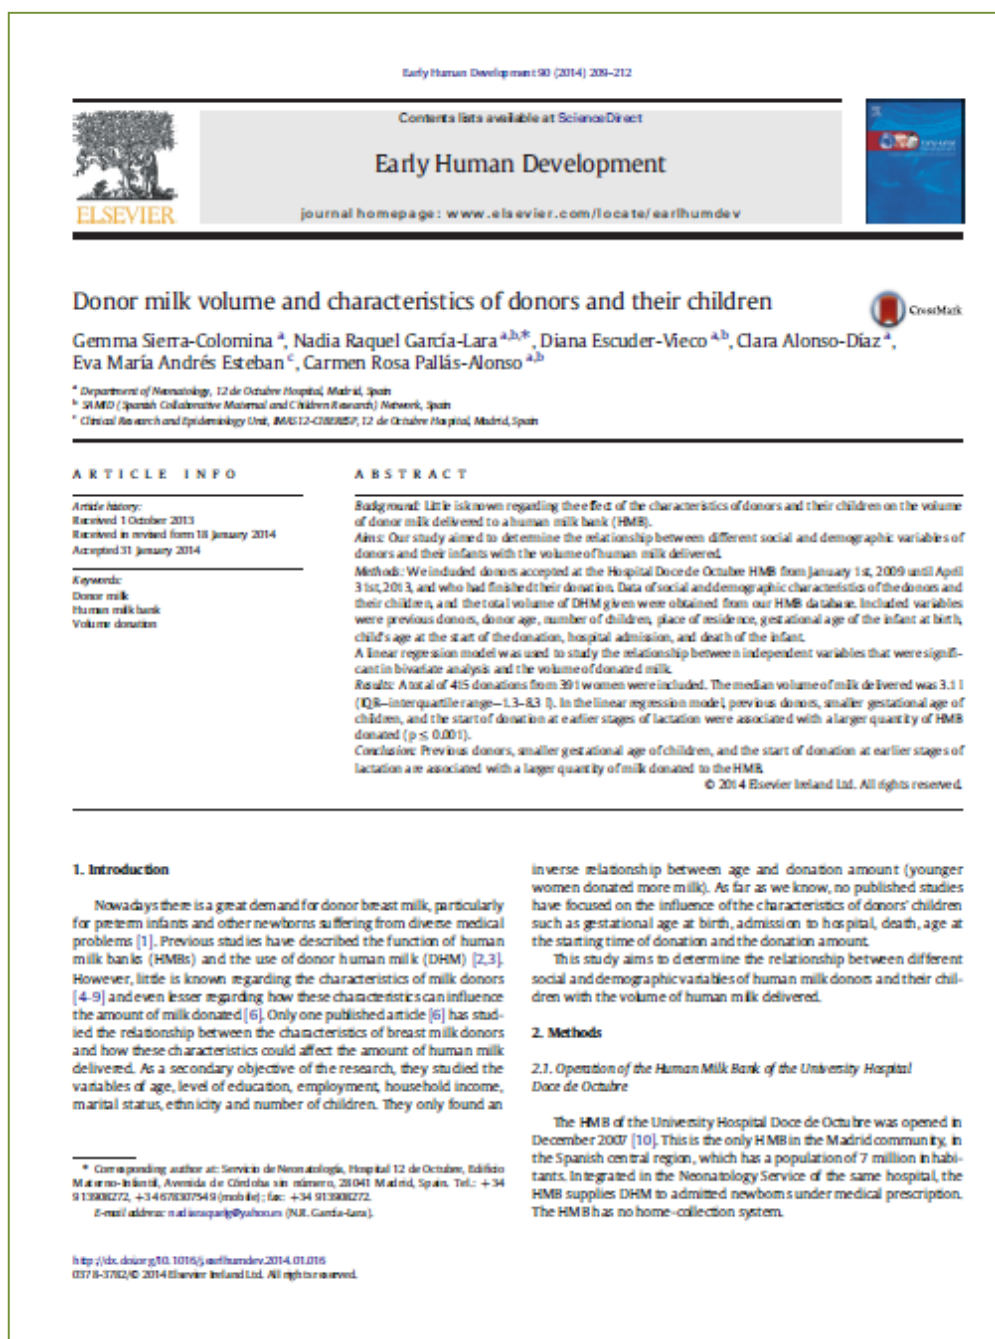 Early Human Development 90 (2014) 209–212
Contents lists available at ScienceDirect
Early Human Development
journal homepage: www.elsevier.com/locate/earlhumdev
ELSEVIER
Donor milk volume and characteristics of donors and their children
CrossMark
Gemma Sierra-Colomina a, Nadia Raquel García-Lara a,b,*, Diana Escuder-Vieco a,b, Clara Alonso-Díaz a,
Eva María Andrés Esteban c, Carmen Rosa Pallás-Alonso a,b
a Department of Neonatology, 12 de Octubre Hospital, Madrid, Spain
b SAMID (Spanish Collaborative Maternal and Children Research) Network, Spain
c Clinical Research and Epidemiology Unit, IMAS12-CIBERESP, 12 de Octubre Hospital, Madrid, Spain
ARTICLE INFO
Article history:
Received 1 October 2013
Received in revised form 18 January 2014
Accepted 31 January 2014
Keywords:
Donor milk
Human milk bank
Volume donation
ABSTRACT
Background: Little is known regarding the effect of the characteristics of donors and their children on the volume
of donor milk delivered to a human milk bank (HMB).
Aims: Our study aimed to determine the relationship between different social and demographic variables of
donors and their infants with the volume of human milk delivered.
Methods: We included donors accepted at the Hospital Doce de Octubre HMB from January 1st, 2009 until April
31st, 2013, and who had finished their donation. Data of social and demographic characteristics of the donors and
their children, and the total volume of DHM given were obtained from our HMB database. Included variables
were previous donors, donor age, number of children, place of residence, gestational age of the infant at birth,
child's age at the start of the donation, hospital admission, and death of the infant.
A linear regression model was used to study the relationship between independent variables that were signifi-
cant in bivariate analysis and the volume of donated milk.
Results: A total of 415 donations from 391 women were included. The median volume of milk delivered was 3.1 l
(IQR—interquartile range—1.3–8.3 l). In the linear regression model, previous donors, smaller gestational age of
children, and the start of donation at earlier stages of lactation were associated with a larger quantity of HMB
donated (p ≤ 0.001).
Conclusion: Previous donors, smaller gestational age of children, and the start of donation at earlier stages of
lactation are associated with a larger quantity of milk donated to the HMB.
© 2014 Elsevier Ireland Ltd. All rights reserved.
1. Introduction
Nowadays there is a great demand for donor breast milk, particularly
for preterm infants and other newborns suffering from diverse medical
problems [1]. Previous studies have described the function of human
milk banks (HMBs) and the use of donor human milk (DHM) [2,3].
However, little is known regarding the characteristics of milk donors
[4–9] and even lesser regarding how these characteristics can influence
the amount of milk donated [6]. Only one published article [6] has stud-
ied the relationship between the characteristics of breast milk donors
and how these characteristics could affect the amount of human milk
delivered. As a secondary objective of the research, they studied the
variables of age, level of education, employment, household income,
marital status, ethnicity and number of children. They only found an
* Corresponding author at: Servicio de Neonatología, Hospital 12 de Octubre, Edificio
Materno-Infantil, Avenida de Córdoba sin número, 28041 Madrid, Spain. Tel.: +34
913908272, +34 678307549 (mobile); fax: +34 913908272.
E-mail address: nadiaraquelg@yahoo.es (N.R. García-Lara).
inverse relationship between age and donation amount (younger
women donated more milk). As far as we know, no published studies
have focused on the influence of the characteristics of donors' children
such as gestational age at birth, admission to hospital, death, age at
the starting time of donation and the donation amount.
This study aims to determine the relationship between different
social and demographic variables of human milk donors and their chil-
dren with the volume of human milk delivered.
2. Methods
2.1. Operation of the Human Milk Bank of the University Hospital
Doce de Octubre
The HMB of the University Hospital Doce de Octubre was opened in
December 2007 [10]. This is the only HMB in the Madrid community, in
the Spanish central region, which has a population of 7 million inhabi-
tants. Integrated in the Neonatology Service of the same hospital, the
HMB supplies DHM to admitted newborns under medical prescription.
The HMB has no home-collection system.
http://dx.doi.org/10.1016/j.earlhumdev.2014.01.016
0378-3782/© 2014 Elsevier Ireland Ltd. All rights reserved.